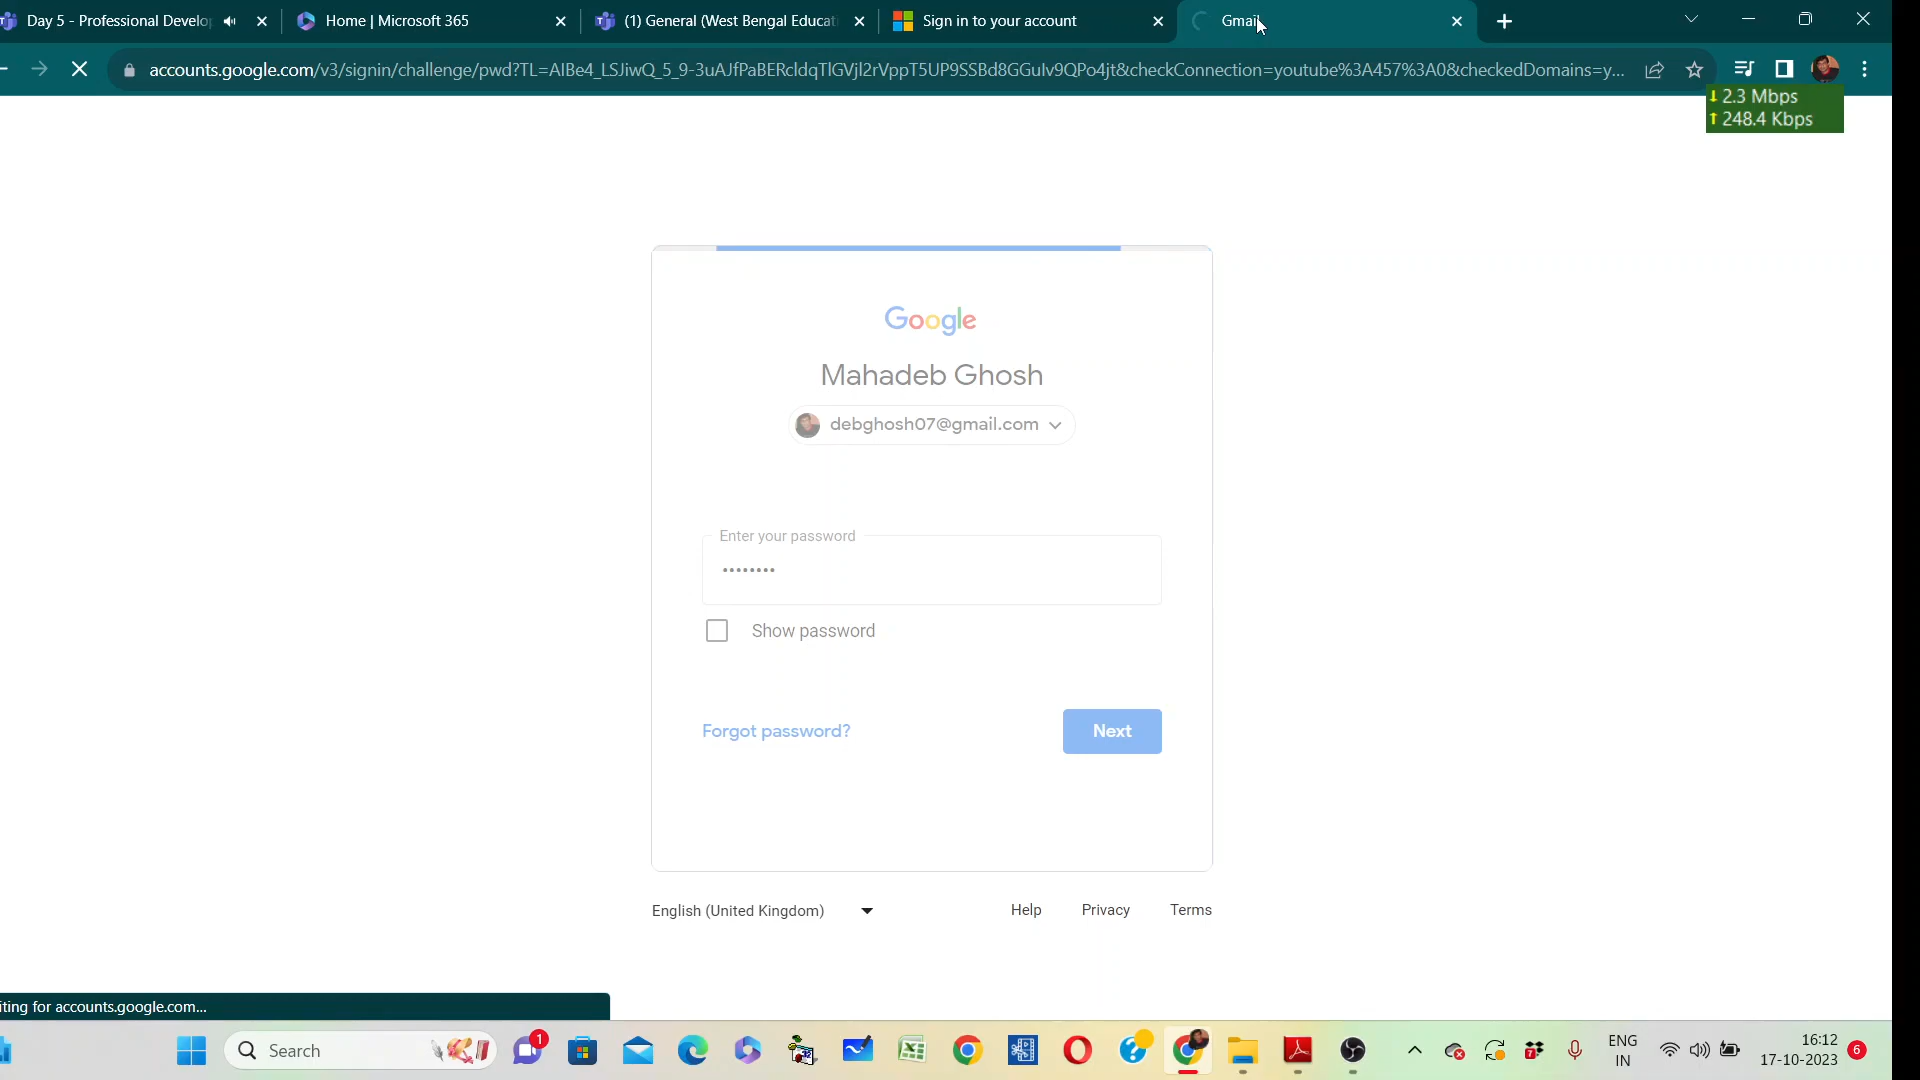 Day 5 - Professional Develop
Home | Microsoft 365
(1) General (West Bengal Educat
Sign in to your account
Gmail
accounts.google.com/v3/signin/challenge/pwd?TL=AIBe4_LSJiwQ_5_9-3uAJfPaBERcldqTlGVjl2rVppT5UP9SSBd8GGulv9QPo4jt&checkConnection=youtube%3A457%3A0&checkedDomains=y...
2.3 Mbps
248.4 Kbps
Google
Mahadeb Ghosh
debghosh07@gmail.com
Enter your password
••••••••
Show password
Forgot password?
Next
English (United Kingdom)
Help
Privacy
Terms
iting for accounts.google.com...
Search
1
7
ENG
IN
16:12
17-10-2023
6